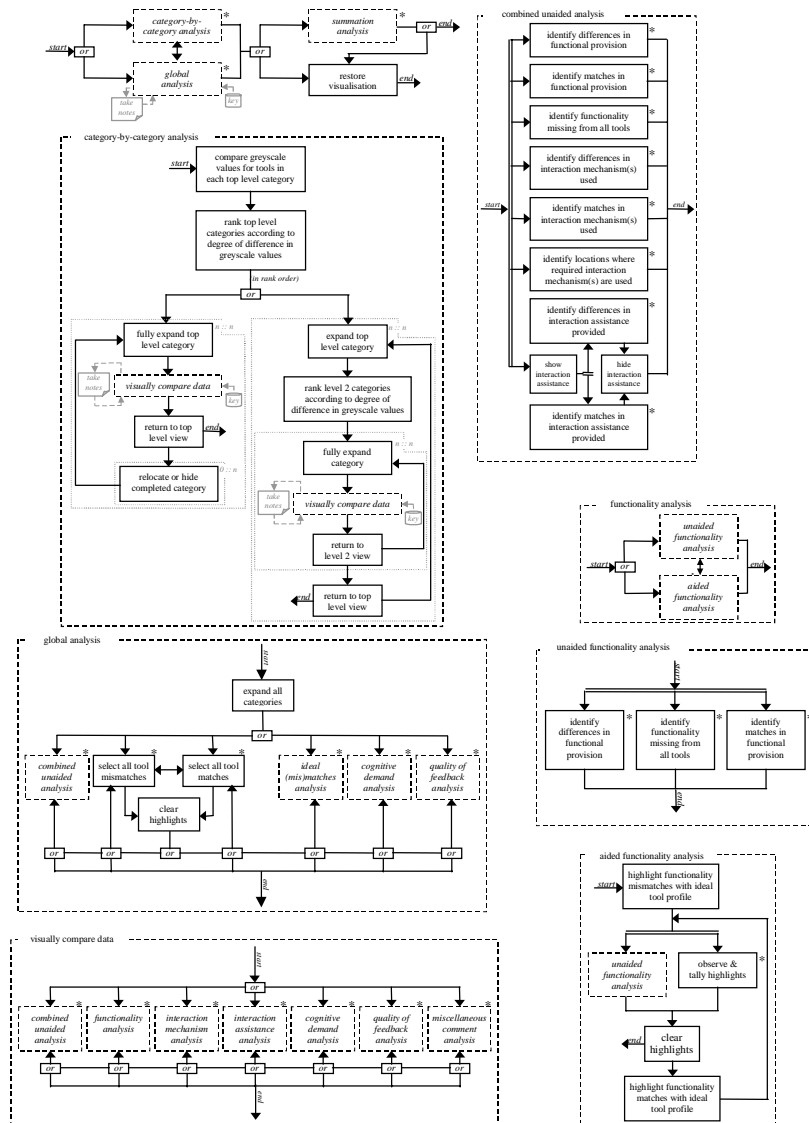 start
or
category-by-
category analysis
*
global
analysis
*
take
notes
key
or
summation
analysis
*
or
end
restore
visualisation
end
category-by-category analysis
start
compare greyscale
values for tools in
each top level category
rank top level
categories according to
degree of difference in
greyscale values
(in rank order)
or
n :: n
fully expand top
level category
take
notes
visually compare data
key
return to top
level view
end
0 :: n
relocate or hide
completed category
n :: n
expand top
level category
rank level 2 categories
according to degree of
difference in greyscale values
n :: n
fully expand
category
take
notes
visually compare data
key
return to
level 2 view
end
return to top
level view
global analysis
start
expand all
categories
or
combined
unaided
analysis
*
select all tool
mismatches
*
select all tool
matches
*
clear
highlights
ideal
(mis)matches
analysis
*
cognitive
demand
analysis
*
quality of
feedback
analysis
*
or
or
or
or
or
or
or
end
visually compare data
start
or
combined
unaided
analysis
*
functionality
analysis
*
interaction
mechanism
analysis
*
interaction
assistance
analysis
*
cognitive
demand
analysis
*
quality of
feedback
analysis
*
miscellaneous
comment
analysis
*
or
or
or
or
or
or
or
end
combined unaided analysis
start
identify differences in
functional provision
*
identify matches in
functional provision
*
identify functionality
missing from all tools
*
identify differences in
interaction mechanism(s)
used
*
identify matches in
interaction mechanism(s)
used
*
identify locations where
required interaction
mechanism(s) are used
*
identify differences in
interaction assistance
provided
*
show
interaction
assistance
hide
interaction
assistance
identify matches in
interaction assistance
provided
*
end
functionality analysis
start
or
unaided
functionality
analysis
aided
functionality
analysis
end
unaided functionality analysis
start
identify
differences in
functional
provision
*
identify
functionality
missing from
all tools
*
identify
matches in
functional
provision
*
end
aided functionality analysis
start
highlight functionality
mismatches with ideal
tool profile
unaided
functionality
analysis
observe &
tally highlights
*
clear
highlights
end
highlight functionality
matches with ideal
tool profile